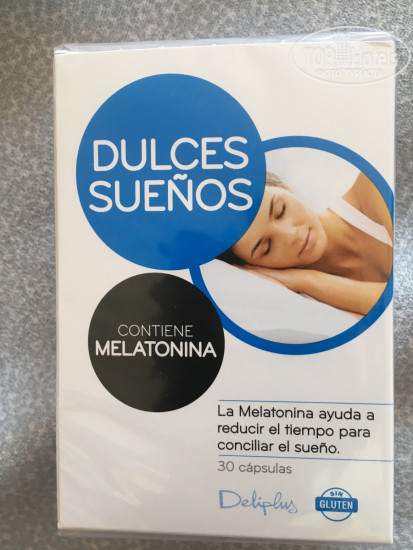 DULCES
SUEÑOS
CONTIENE
MELATONINA
La Melatonina ayuda a
reducir el tiempo para
conciliar el sueño.
30 cápsulas
Deliplus
SIN
GLUTEN